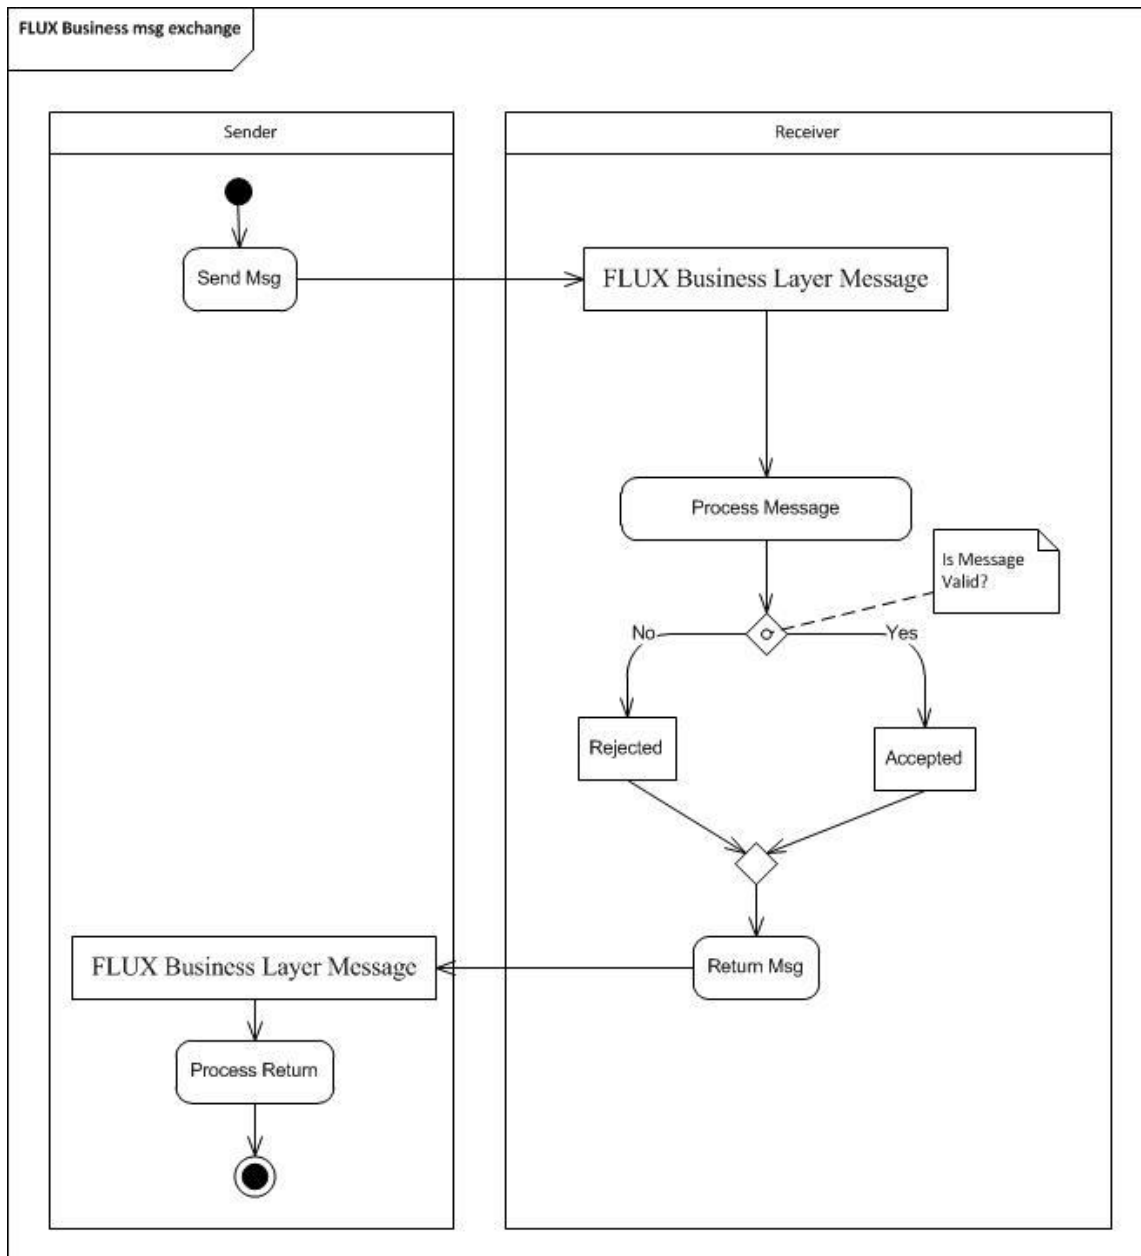 FLUX Business msg exchange
Sender
Receiver
Send Msg
FLUX Business Layer Message
Process Message
Is Message
Valid?
No
Yes
Rejected
Accepted
FLUX Business Layer Message
Return Msg
Process Return